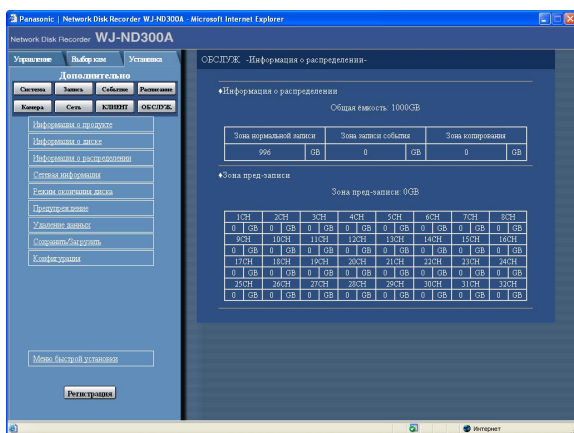 Panasonic | Network Disk Recorder WJ-ND300A - Microsoft Internet Explorer
Network Disk Recorder WJ-ND300A
Управление Выбор кам Установка
Дополнительно
Система Запись Событие Расписание
Камера Сеть КЛИЕНТ ОБСЛУЖ.
Информация о продукте
Информация о диске
Информация о распределении
Сетевая информация
Режим окончания диска
Предупреждение
Удаление данных
Сохранить/Загрузить
Конфигурация
Меню быстрой установки
Регистрация
ОБСЛУЖ. -Информация о распределении-
♦Информация о распределении
Общая ёмкость: 1000GB
Зона нормальной записи Зона записи события Зона копирования
996 GB 0 GB 0 GB
♦Зона пред-записи
Зона пред-записи: 0GB
1CH 2CH 3CH 4CH 5CH 6CH 7CH 8CH
0 GB 0 GB 0 GB 0 GB 0 GB 0 GB 0 GB 0 GB
9CH 10CH 11CH 12CH 13CH 14CH 15CH 16CH
0 GB 0 GB 0 GB 0 GB 0 GB 0 GB 0 GB 0 GB
17CH 18CH 19CH 20CH 21CH 22CH 23CH 24CH
0 GB 0 GB 0 GB 0 GB 0 GB 0 GB 0 GB 0 GB
25CH 26CH 27CH 28CH 29CH 30CH 31CH 32CH
0 GB 0 GB 0 GB 0 GB 0 GB 0 GB 0 GB 0 GB
Интернет